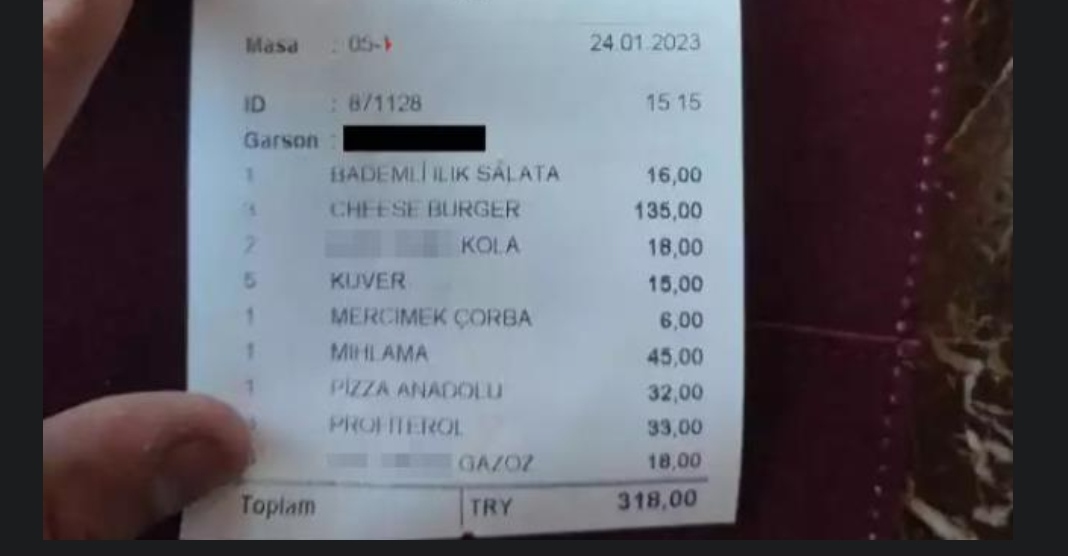 Masa : 05- 24.01.2023
ID : 871128 15 15
Garson :
1 BADEMLİ ILIK SÂLATA 16,00
3 CHEESE BURGER 135,00
2 KOLA 18,00
5 KUVER 15,00
1 MERCİMEK ÇORBA 6,00
1 MIHLAMA 45,00
1 PİZZA ANADOLU 32,00
PROFİTEROL 33,00
GAZOZ 18,00
Toplam TRY 318,00